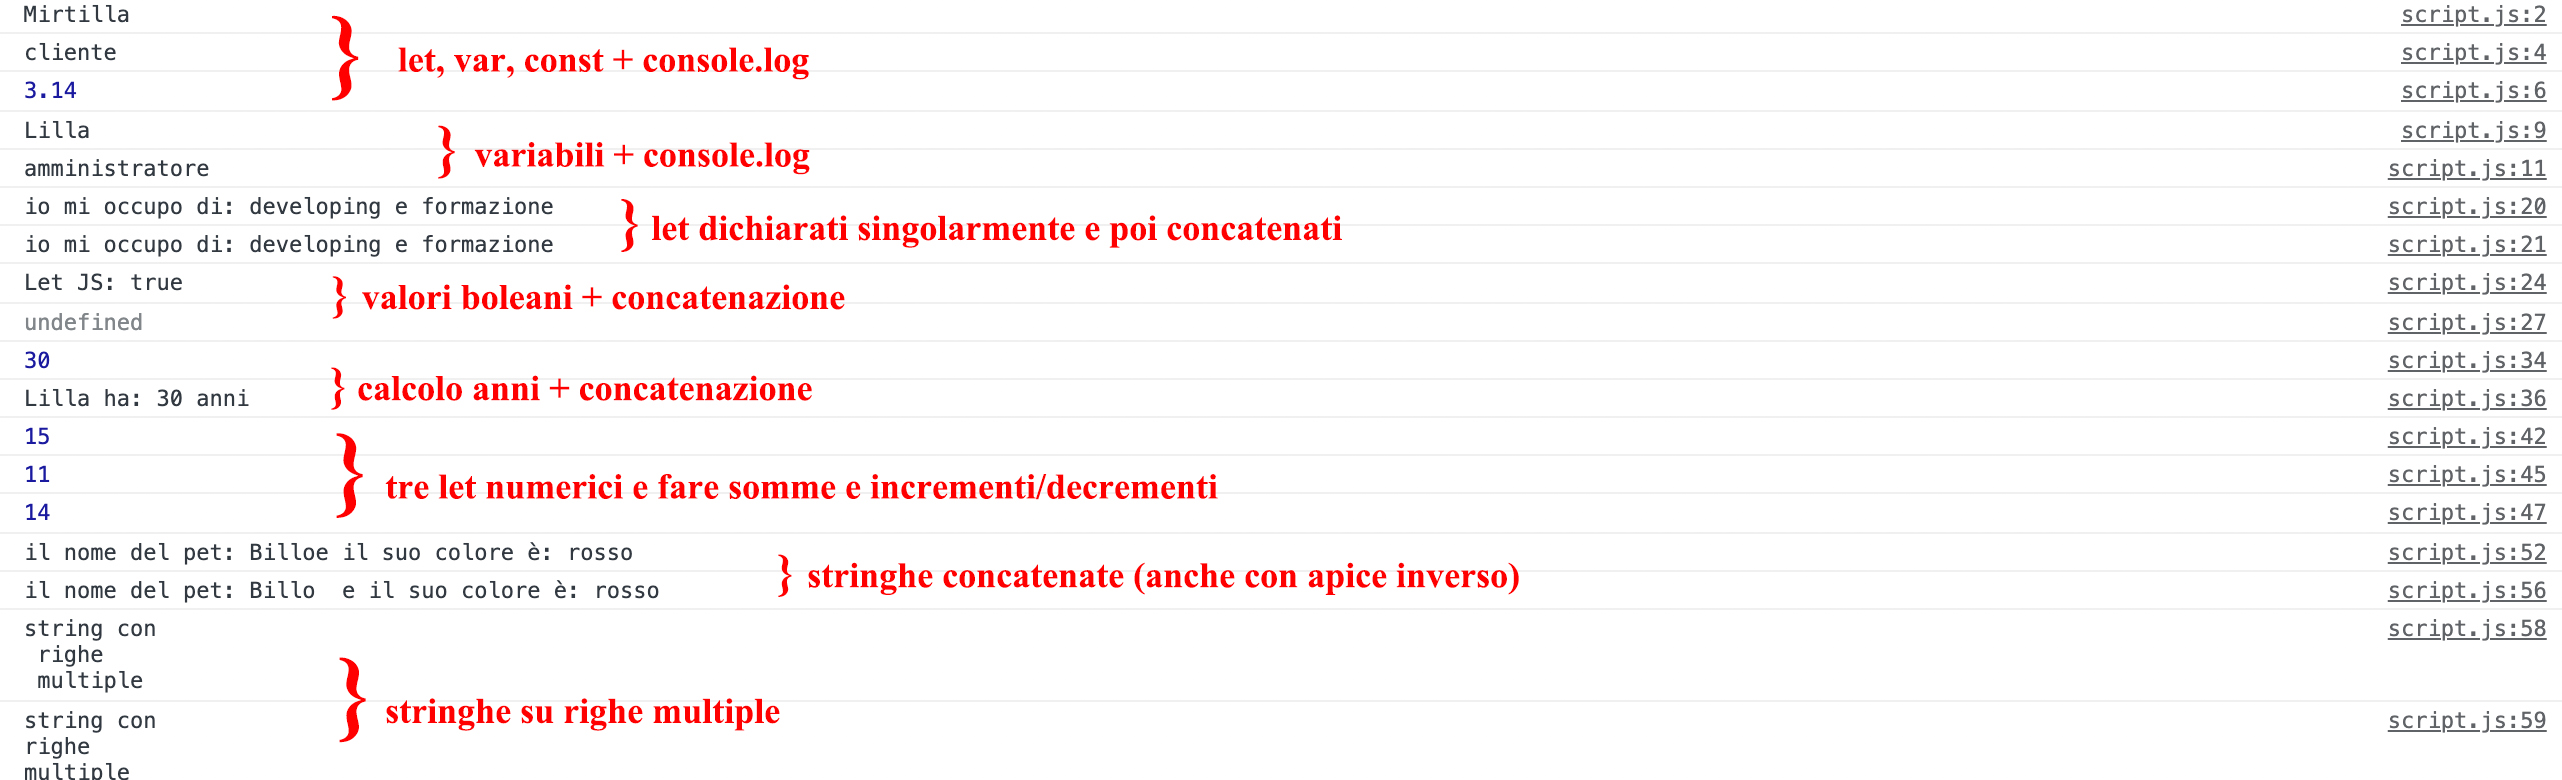 Mirtilla script.js:2
cliente script.js:4
let, var, const + console.log
3.14 script.js:6
Lilla script.js:9
variabili + console.log
amministratore script.js:11
io mi occupo di: developing e formazione script.js:20
let dichiarati singolarmente e poi concatenati
io mi occupo di: developing e formazione script.js:21
Let JS: true script.js:24
valori boleani + concatenazione
undefined script.js:27
30 script.js:34
calcolo anni + concatenazione
Lilla ha: 30 anni script.js:36
15 script.js:42
11 script.js:45
tre let numerici e fare somme e incrementi/decrementi
14 script.js:47
il nome del pet: Billoe il suo colore è: rosso script.js:52
stringhe concatenate (anche con apice inverso)
il nome del pet: Billo  e il suo colore è: rosso script.js:56
string con script.js:58
righe
multiple
stringhe su righe multiple
string con script.js:59
righe
multiple